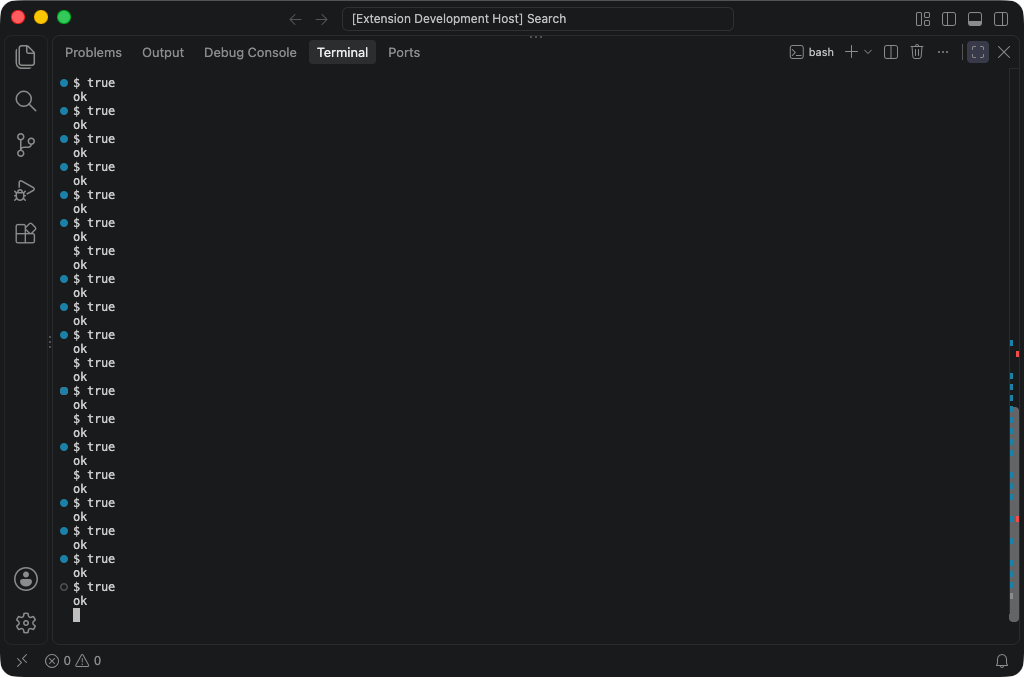 [Extension Development Host] Search
Problems Output Debug Console Terminal Ports bash
$ true
ok
$ true
ok
$ true
ok
$ true
ok
$ true
ok
$ true
ok
$ true
ok
$ true
ok
$ true
ok
$ true
ok
$ true
ok
$ true
ok
$ true
ok
$ true
ok
$ true
ok
$ true
ok
$ true
ok
$ true
ok
$ true
ok
0 0